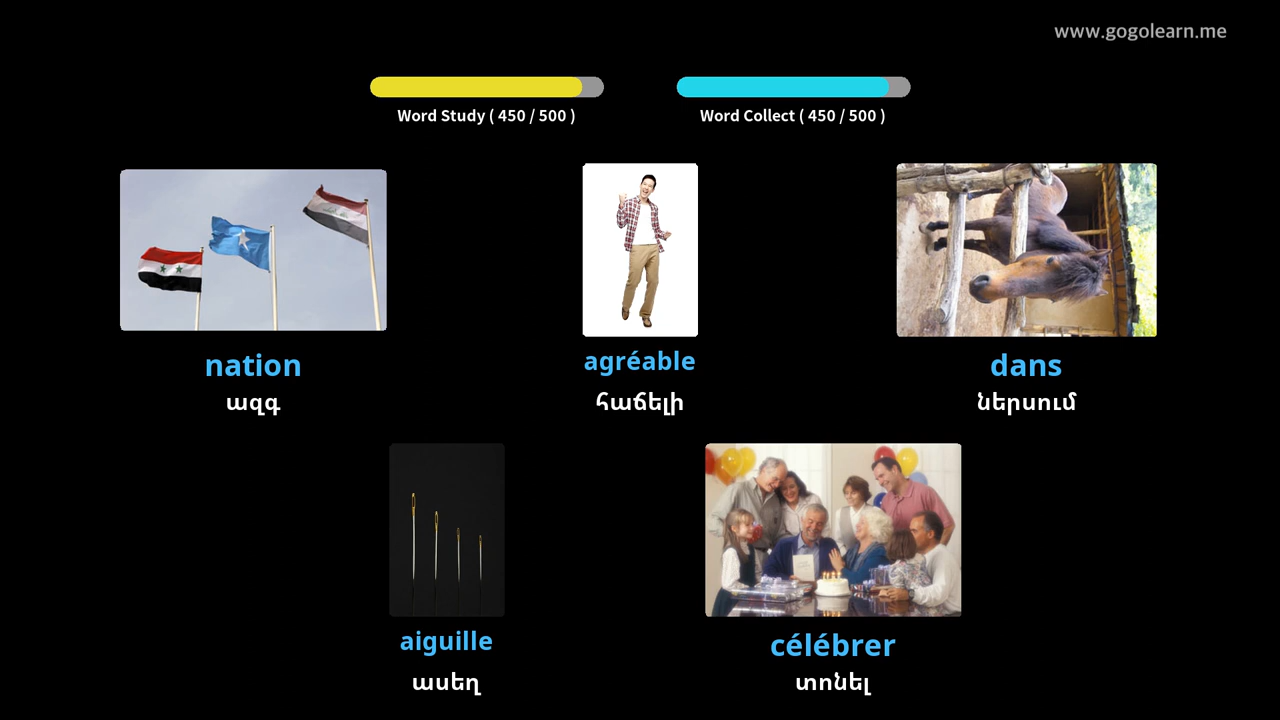 www.gogolearn.me
Word Study ( 450 / 500 )
Word Collect ( 450 / 500 )
nation
ազգ
agréable
հաճելի
dans
ներսում
aiguille
ասեղ
célébrer
տոնել